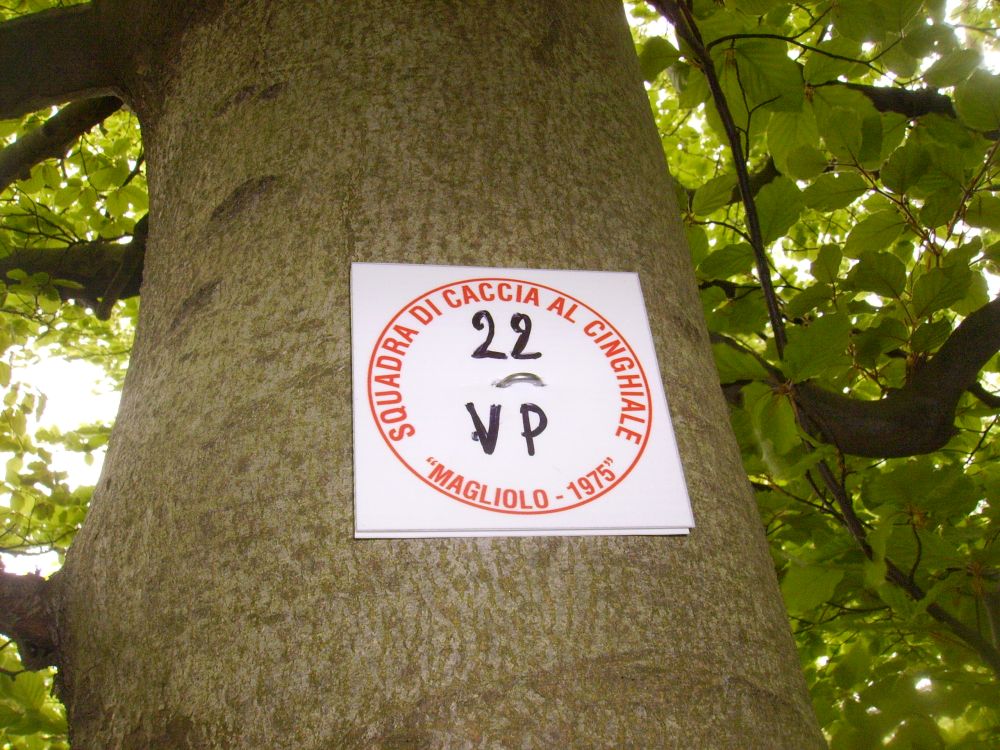 SQUADRA DI CACCIA AL CINGHIALE
22
VP
"MAGLIOLO - 1975"